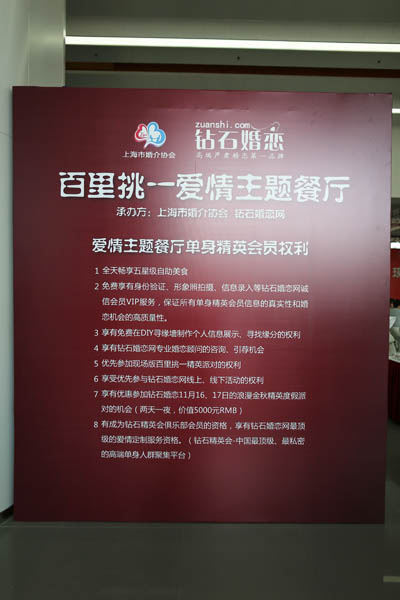 zuanshi.com
钻石婚恋
上海市婚介协会
高端严肃婚恋第一品牌
百里挑一爱情主题餐厅
承办方：上海市婚介协会 钻石婚恋网
爱情主题餐厅单身精英会员权利
1 全天畅享五星级自助美食
2 免费享有身份验证、形象照拍摄、信息录入等钻石婚恋网诚
信会员VIP服务，保证所有单身精英会员信息的真实性和婚
恋机会的高质量性。
3 享有免费在DIY寻缘墙制作个人信息展示、寻找缘分的权利
4 享有钻石婚恋网专业婚恋顾问的咨询、引荐机会
5 优先参加现场版百里挑一精英派对的权利
6 享受优先参与钻石婚恋网线上、线下活动的权利
7 享有优惠参加钻石婚恋11月16、17日的浪漫金秋精英度假派
对的机会（两天一夜，价值5000元RMB）
8 有成为钻石精英会俱乐部会员的资格，享有钻石婚恋网最顶
级的爱情定制服务资格。（钻石精英会-中国最顶级、最私密
的高端单身人群聚集平台）